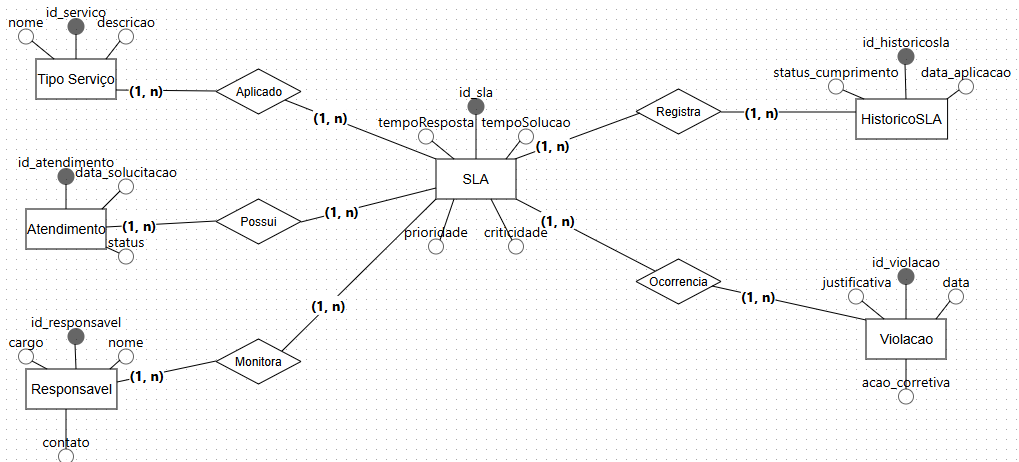 id_servico
nome
descricao
Tipo Serviço
(1, n)
Aplicado
(1, n)
id_sla
tempoResposta
tempoSolucao
SLA
prioridade
criticidade
(1, n)
Registra
(1, n)
id_historicosla
status_cumprimento
data_aplicacao
HistoricoSLA
id_atendimento
data_solucitacao
Atendimento
status
(1, n)
Possui
(1, n)
(1, n)
Ocorrencia
(1, n)
id_violacao
justificativa
data
Violacao
acao_corretiva
id_responsavel
cargo
nome
Responsavel
contato
(1, n)
Monitora
(1, n)